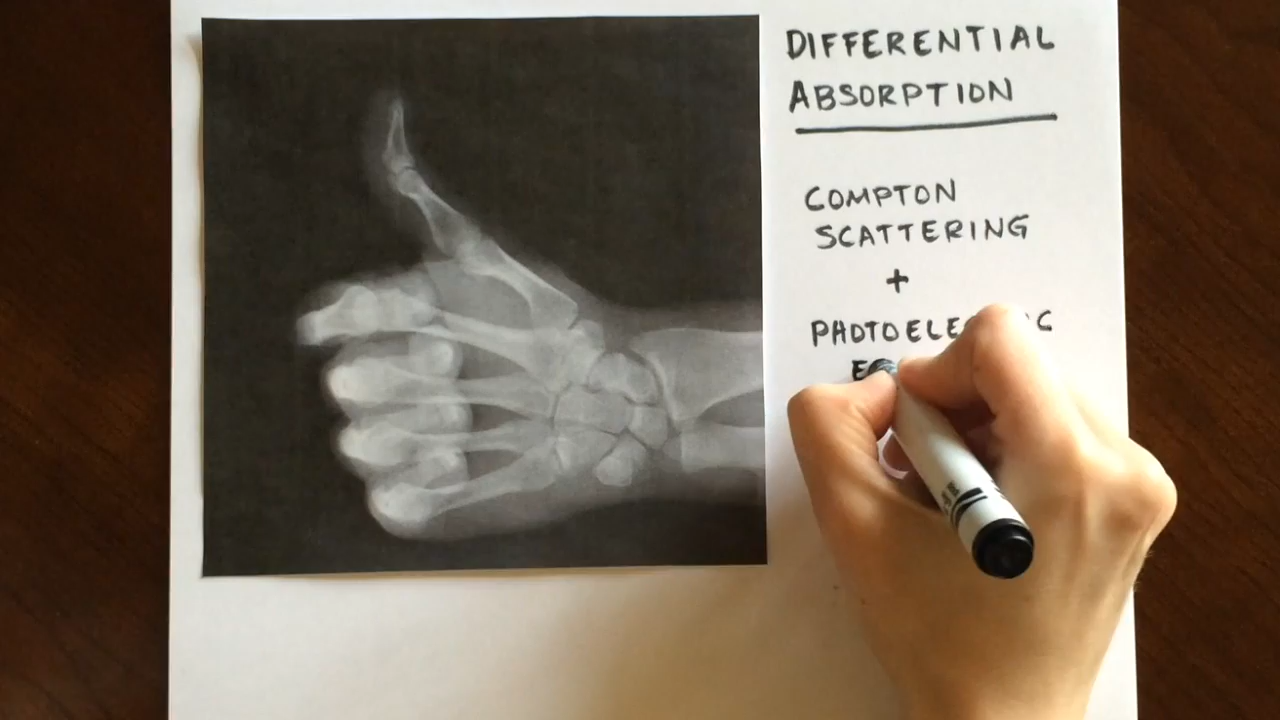 DIFFERENTIAL
ABSORPTION
COMPTON
SCATTERING
+